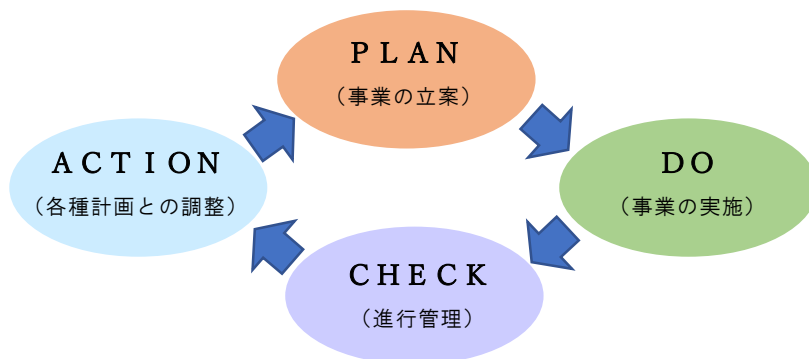 ＰＬＡＮ
（事業の立案）
ＤＯ
（事業の実施）
ＣＨＥＣＫ
（進行管理）
ＡＣＴＩＯＮ
（各種計画との調整）